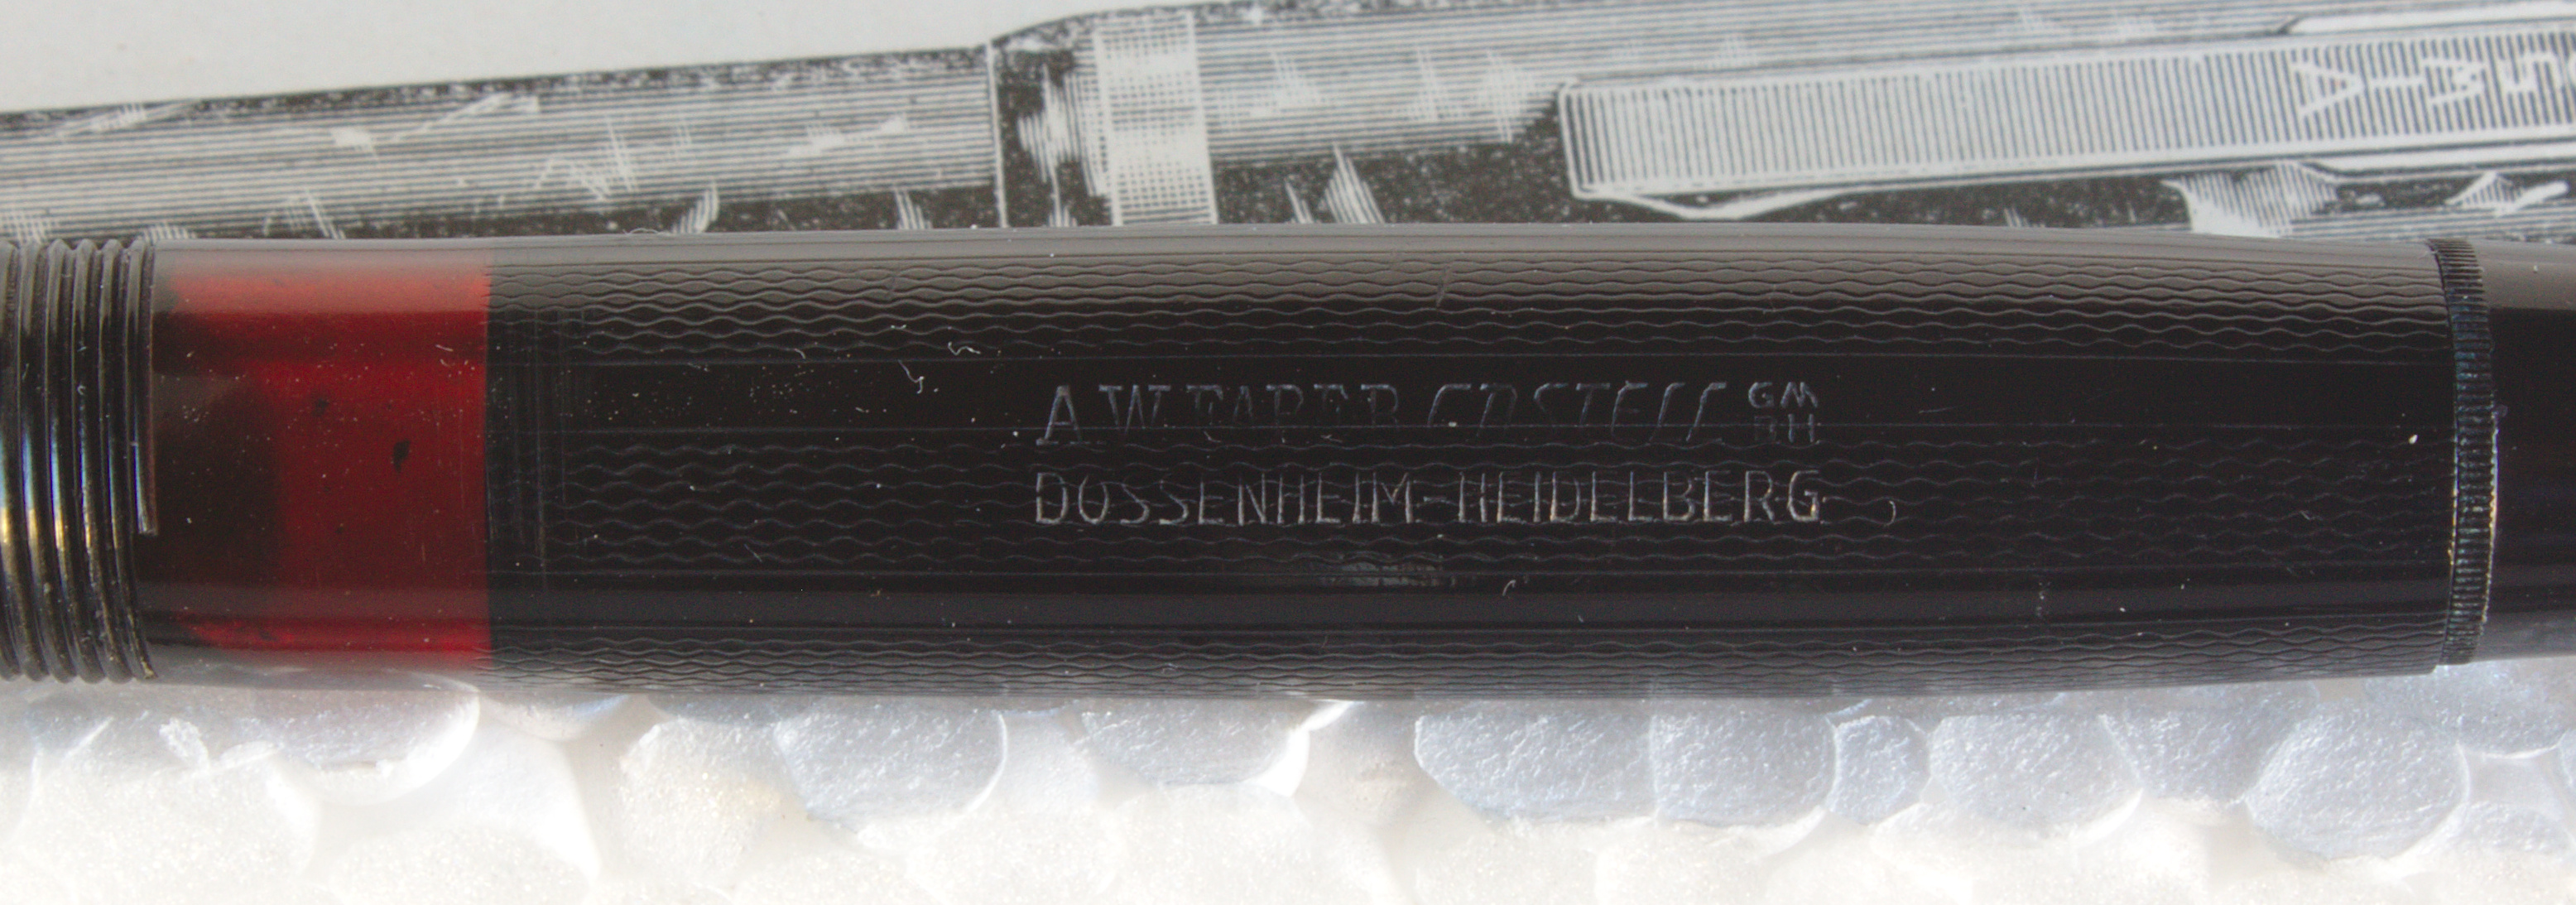 A.W.FABER CASTELL GMBH
DOSSENHEIM-HEIDELBERG